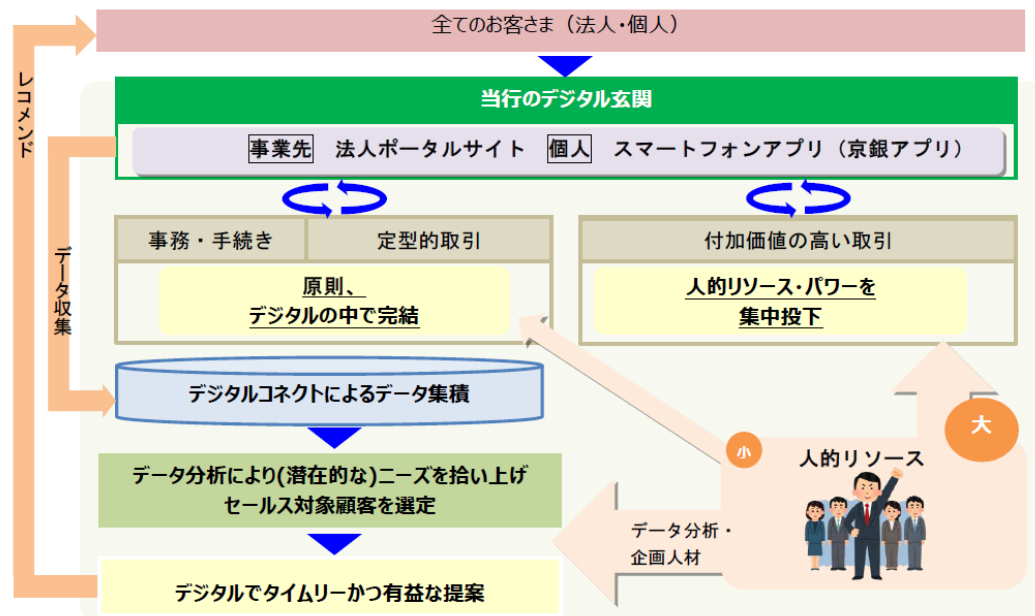 全てのお客さま（法人・個人）
レコメンド
当行のデジタル玄関
事業先　法人ポータルサイト　個人　スマートフォンアプリ（京銀アプリ）
データ収集
事務・手続き
定型的取引
原則、
デジタルの中で完結
付加価値の高い取引
人的リソース・パワーを
集中投下
デジタルコネクトによるデータ集積
データ分析により(潜在的な)ニーズを拾い上げ
セールス対象顧客を選定
デジタルでタイムリーかつ有益な提案
小
大
人的リソース
データ分析・
企画人材